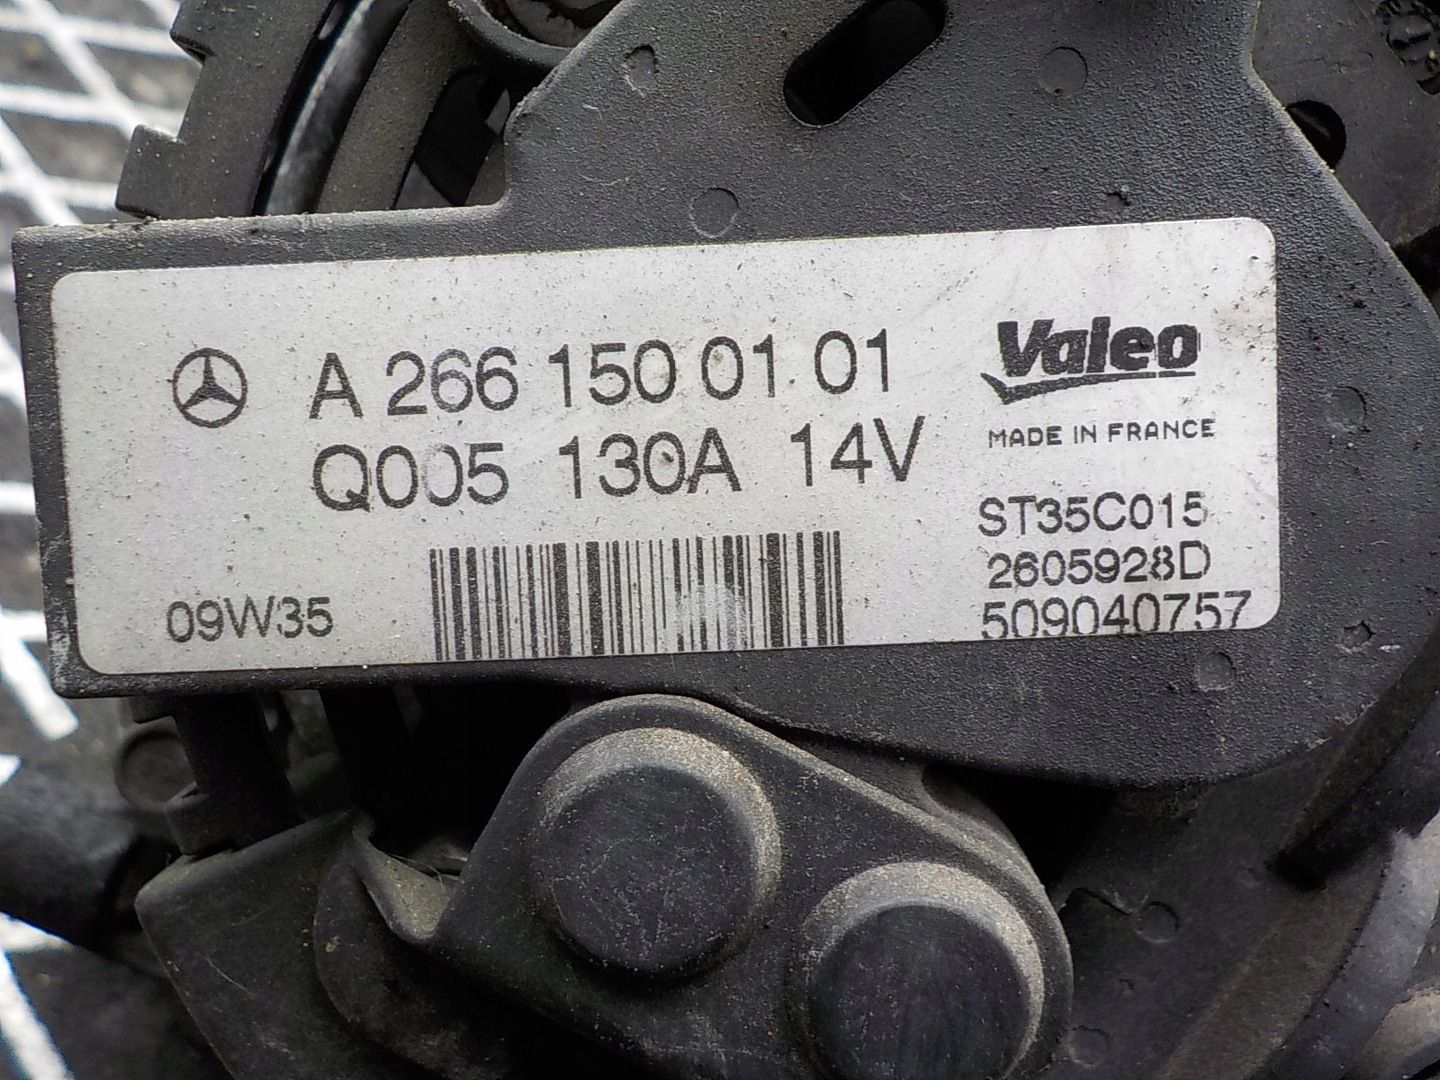 A 266 150 01 01
Q005 130A 14V
09W35
Valeo
MADE IN FRANCE
ST35C015
2605928D
509040757